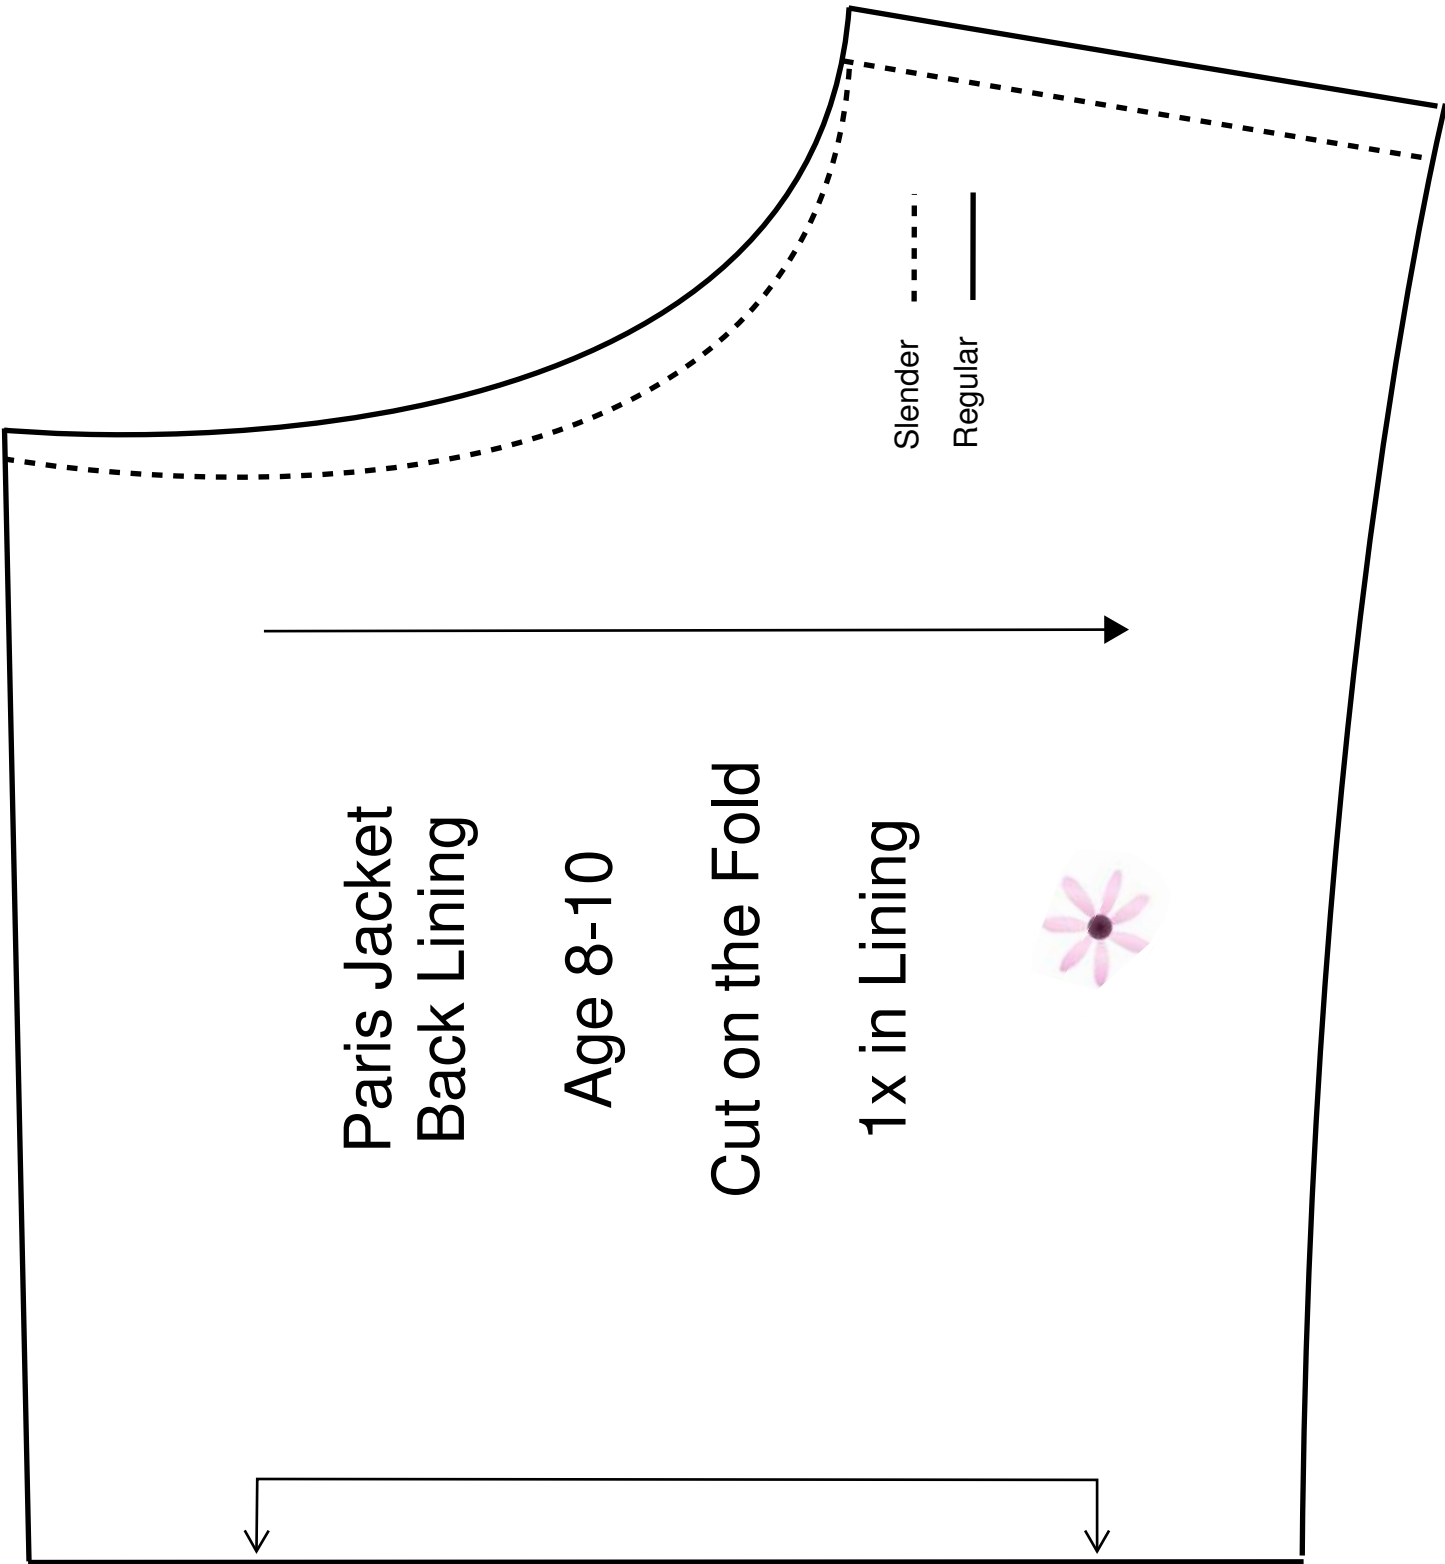 Slender
Regular
Paris Jacket
Back Lining
Age 8-10
Cut on the Fold
1x in Lining